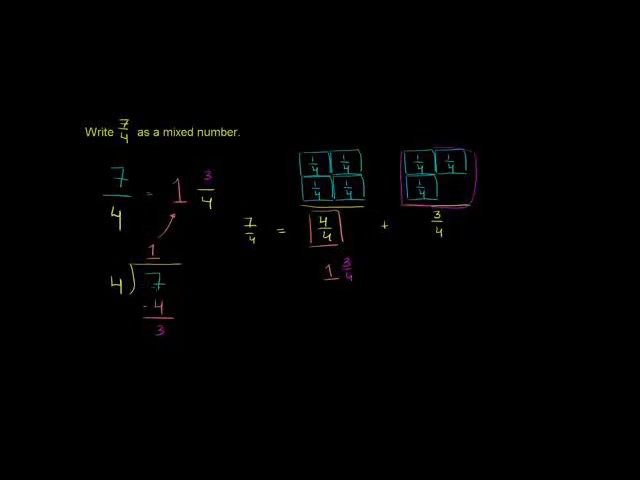 Write 7/4 as a mixed number.
7/4 = 1 3/4
1
4) 7
- 4
3
1/4 1/4 1/4 1/4
1/4 1/4 1/4
7/4 = 4/4 + 3/4
1 3/4